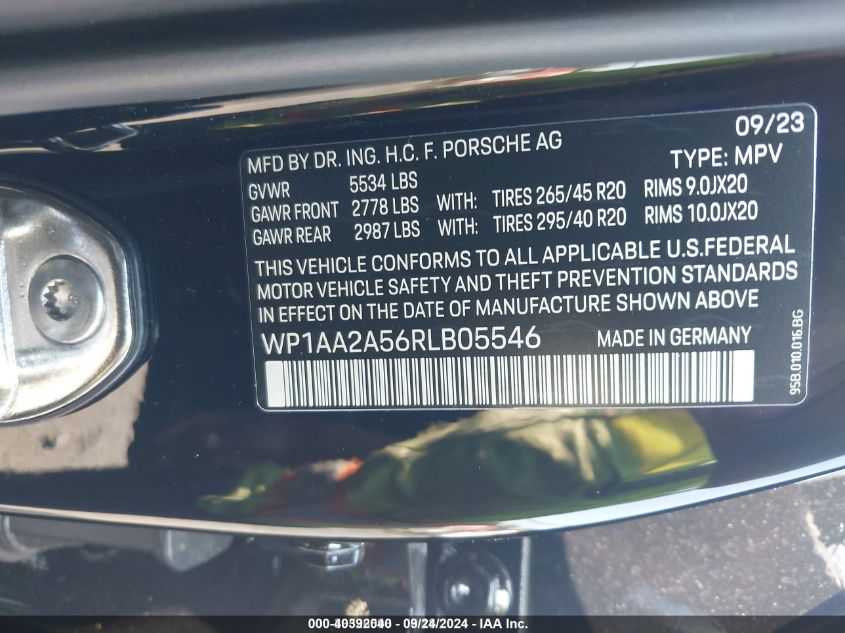 09/23
MFD BY DR. ING. H.C. F. PORSCHE AG
TYPE: MPV
GVWR 5534 LBS
GAWR FRONT 2778 LBS WITH: TIRES 265/45 R20 RIMS 9.0JX20
GAWR REAR 2987 LBS WITH: TIRES 295/40 R20 RIMS 10.0JX20
THIS VEHICLE CONFORMS TO ALL APPLICABLE U.S.FEDERAL
MOTOR VEHICLE SAFETY AND THEFT PREVENTION STANDARDS
IN EFFECT ON THE DATE OF MANUFACTURE SHOWN ABOVE
WP1AA2A56RLB05546 MADE IN GERMANY
95B.010.016.BG
000-40392040 - 09/24/2024 - IAAI, Inc.